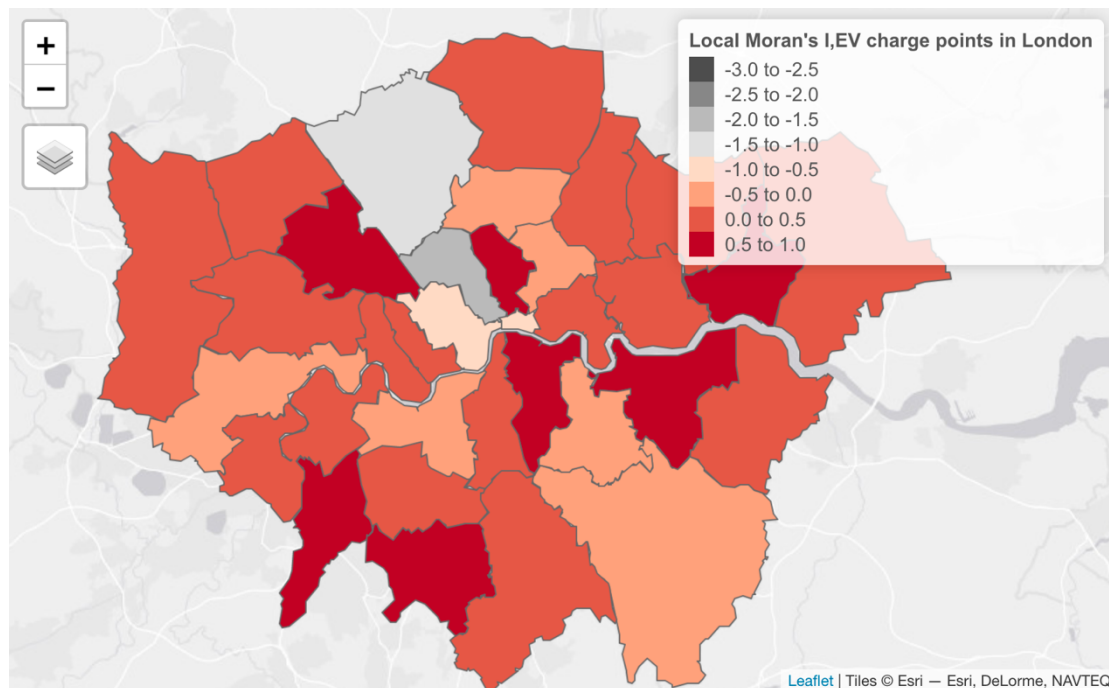 +
−
Local Moran's I,EV charge points in London
-3.0 to -2.5
-2.5 to -2.0
-2.0 to -1.5
-1.5 to -1.0
-1.0 to -0.5
-0.5 to 0.0
0.0 to 0.5
0.5 to 1.0
Leaflet | Tiles © Esri — Esri, DeLorme, NAVTEQ